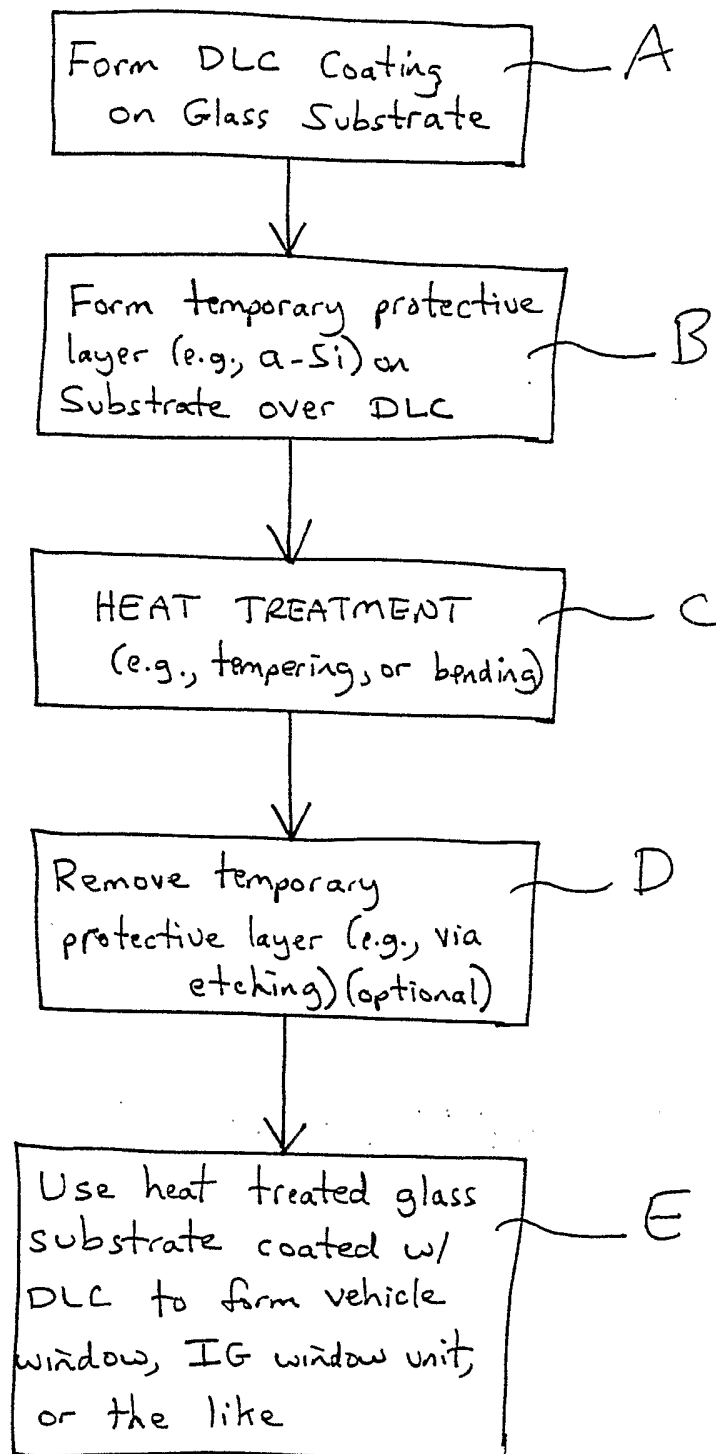 Form DLC Coating
on Glass Substrate
A
Form temporary protective
layer (e.g., a-Si) on
Substrate over DLC
B
HEAT TREATMENT
(e.g., tempering, or bending)
C
Remove temporary
protective layer (e.g., via
etching) (optional)
D
Use heat treated glass
substrate coated w/
DLC to form vehicle
window, IG window unit,
or the like
E